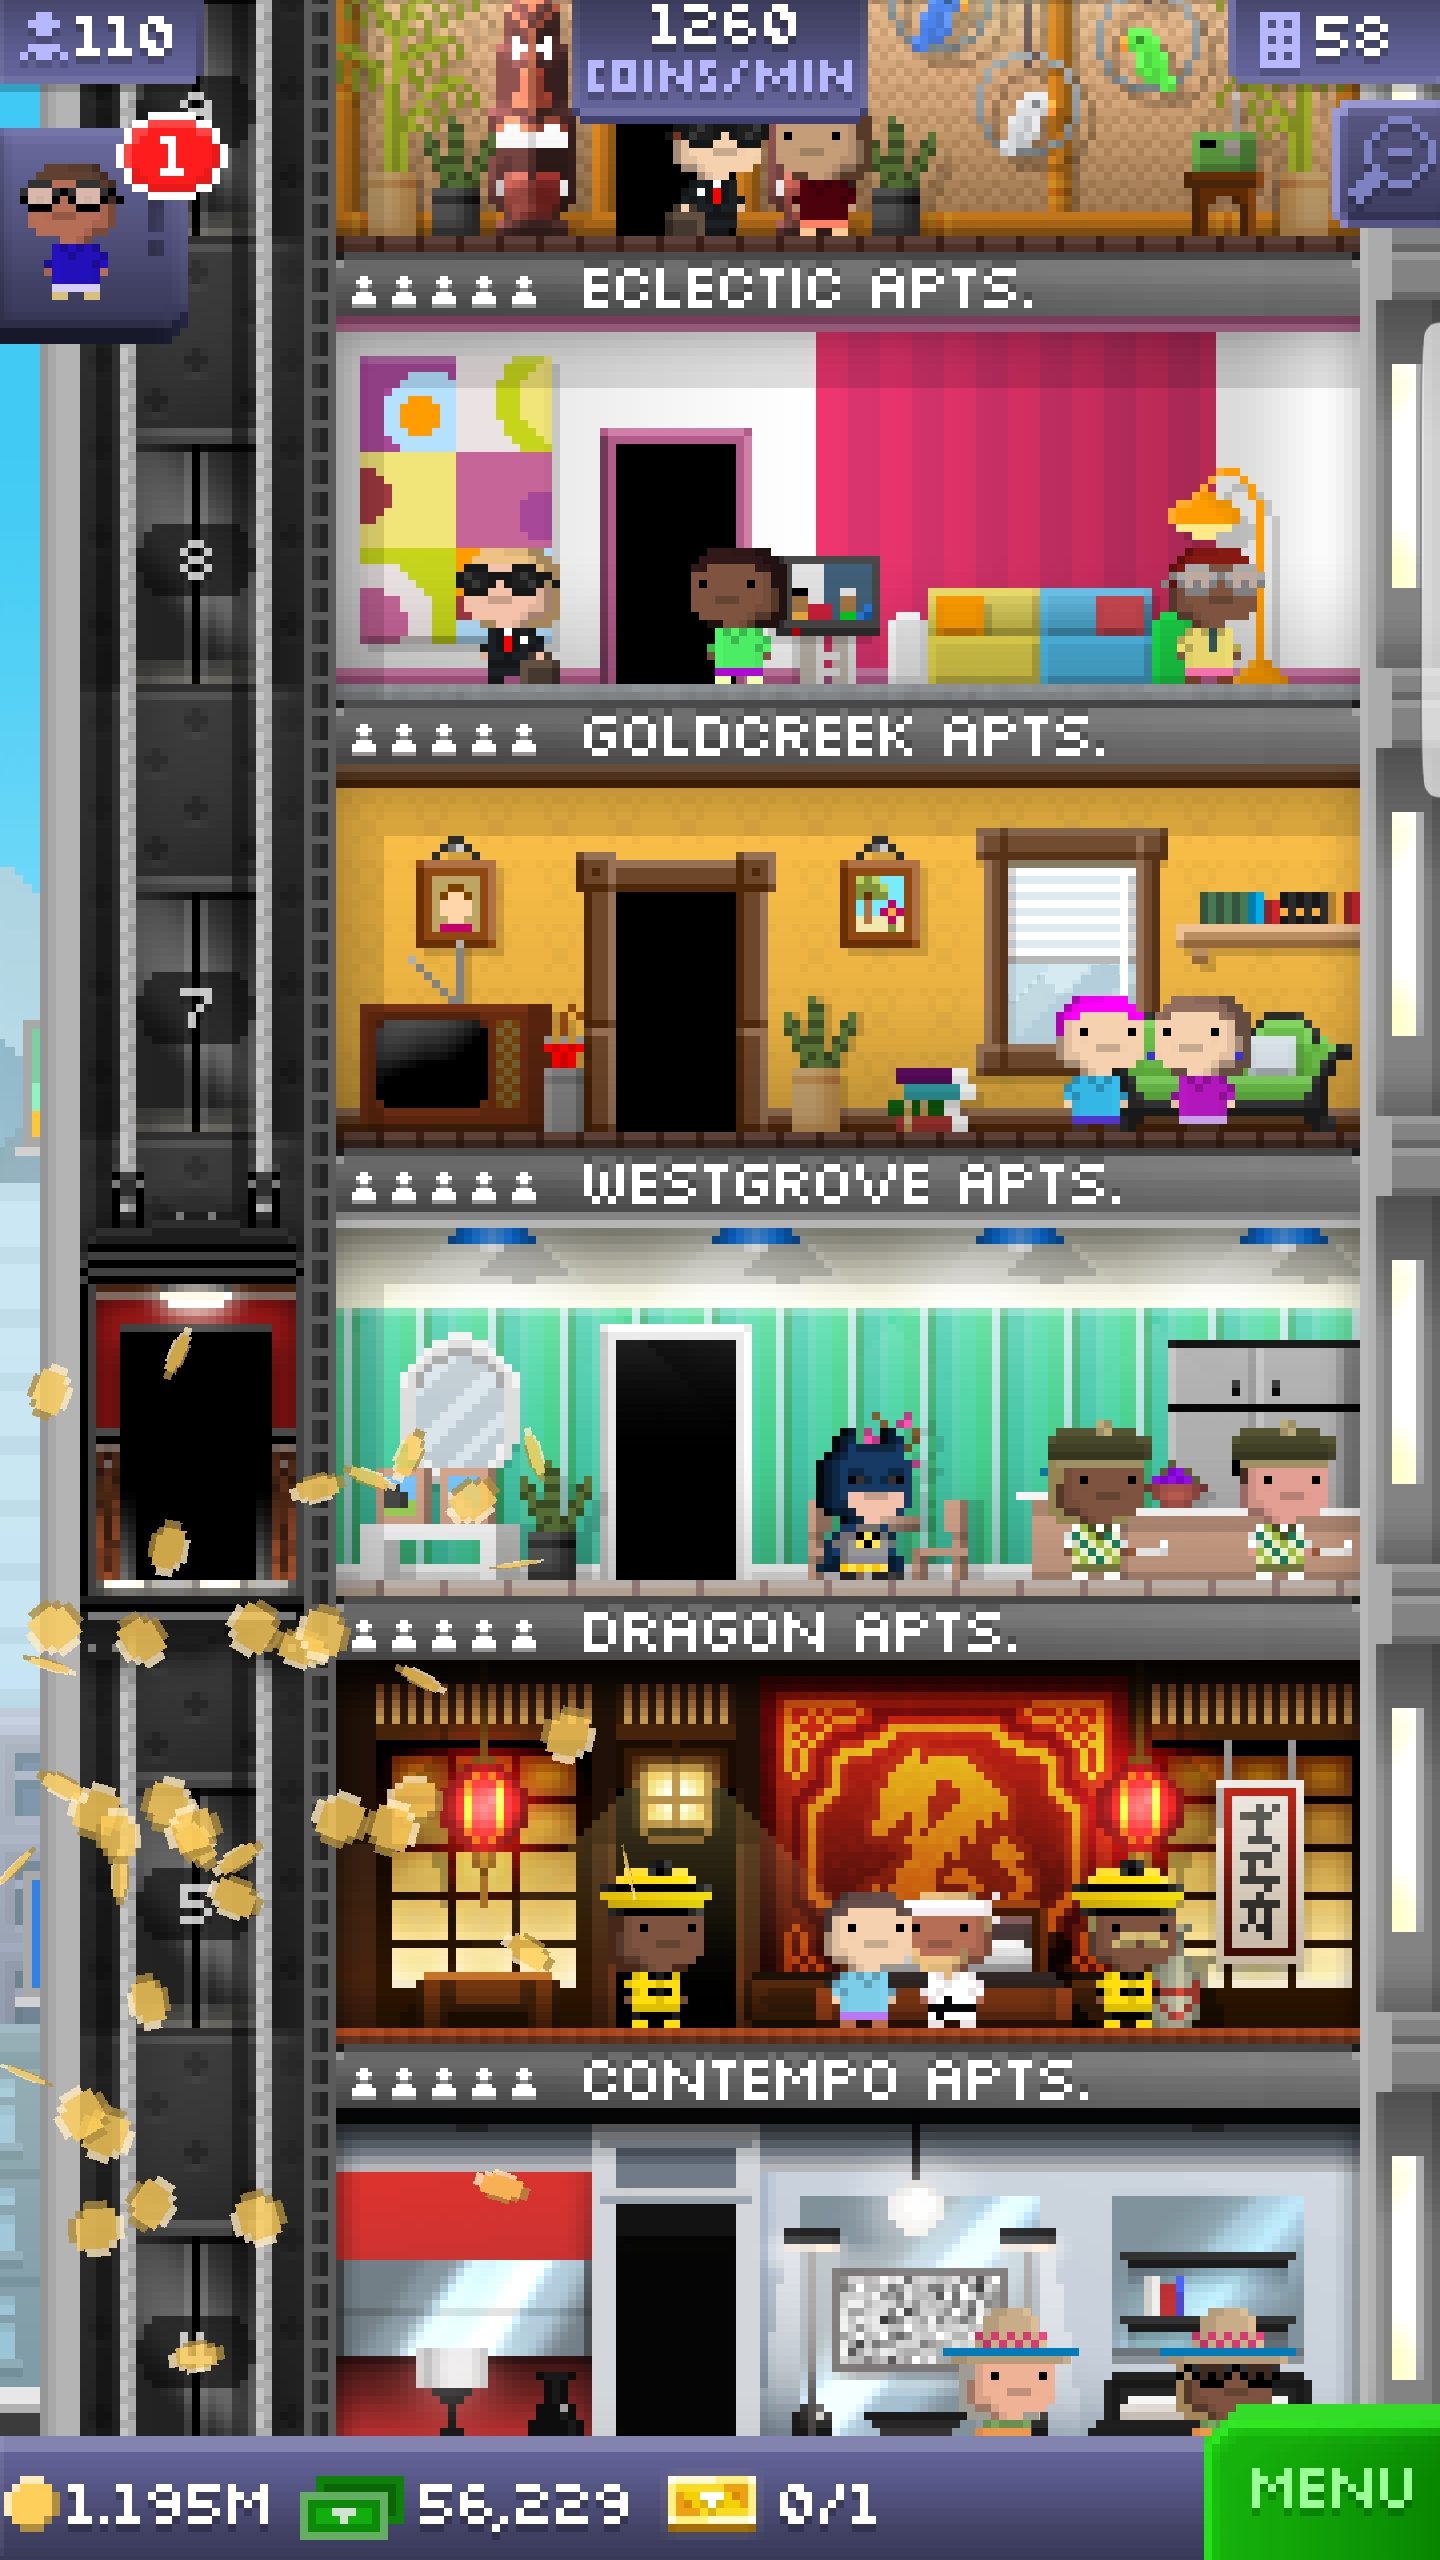 110
1260
COINS/MIN
58
1
ECLECTIC APTS.
8
GOLDCREEK APTS.
7
WESTGROVE APTS.
DRAGON APTS.
5
CONTEMPO APTS.
1.195M
56,229
0/1
MENU